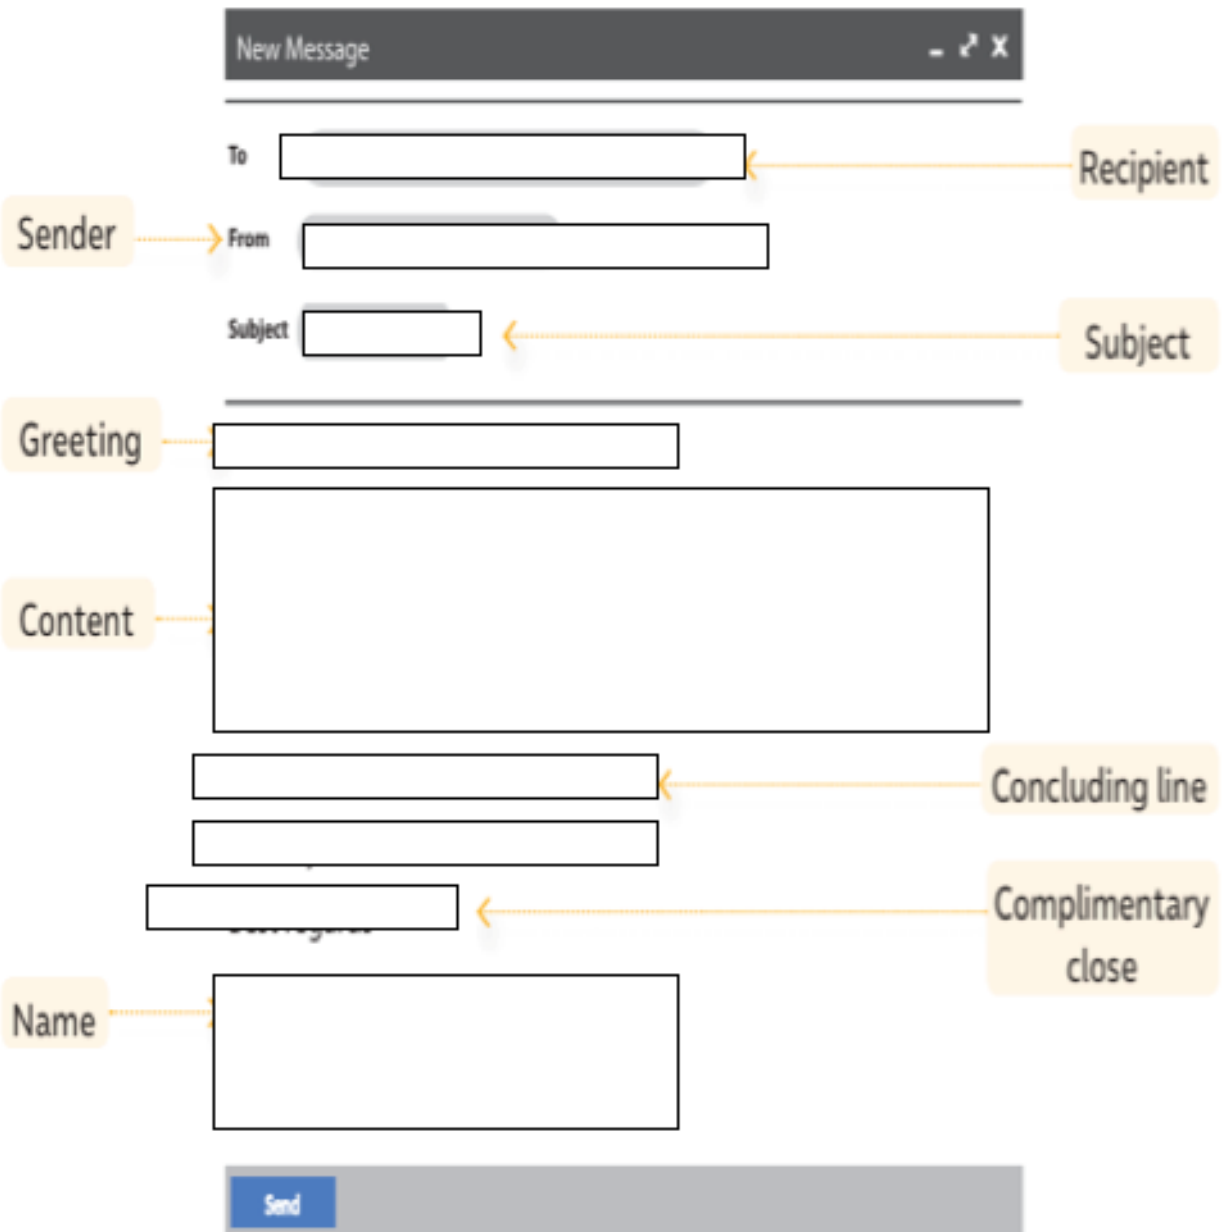 New Message
To
Recipient
Sender
From
Subject
Subject
Greeting
Content
Concluding line
Complimentary
close
Name
Send